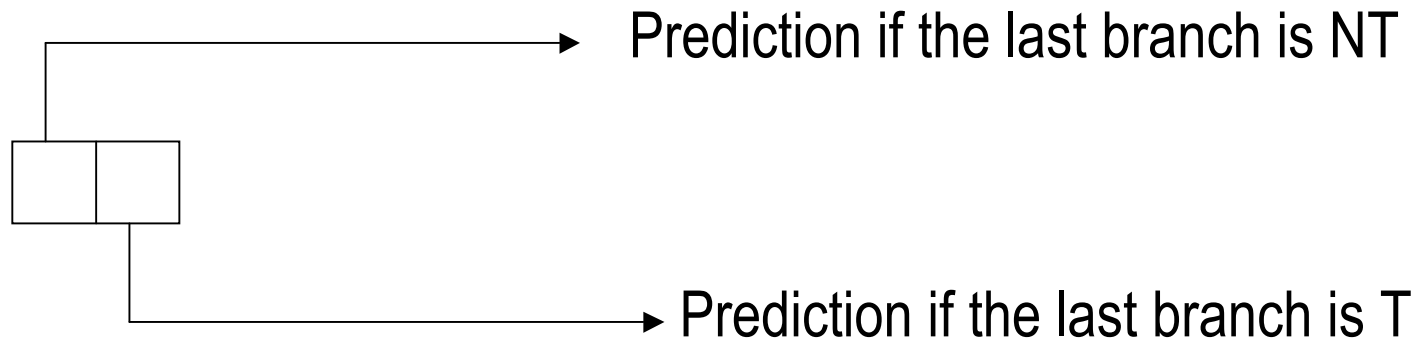 Prediction if the last branch is NT
Prediction if the last branch is T